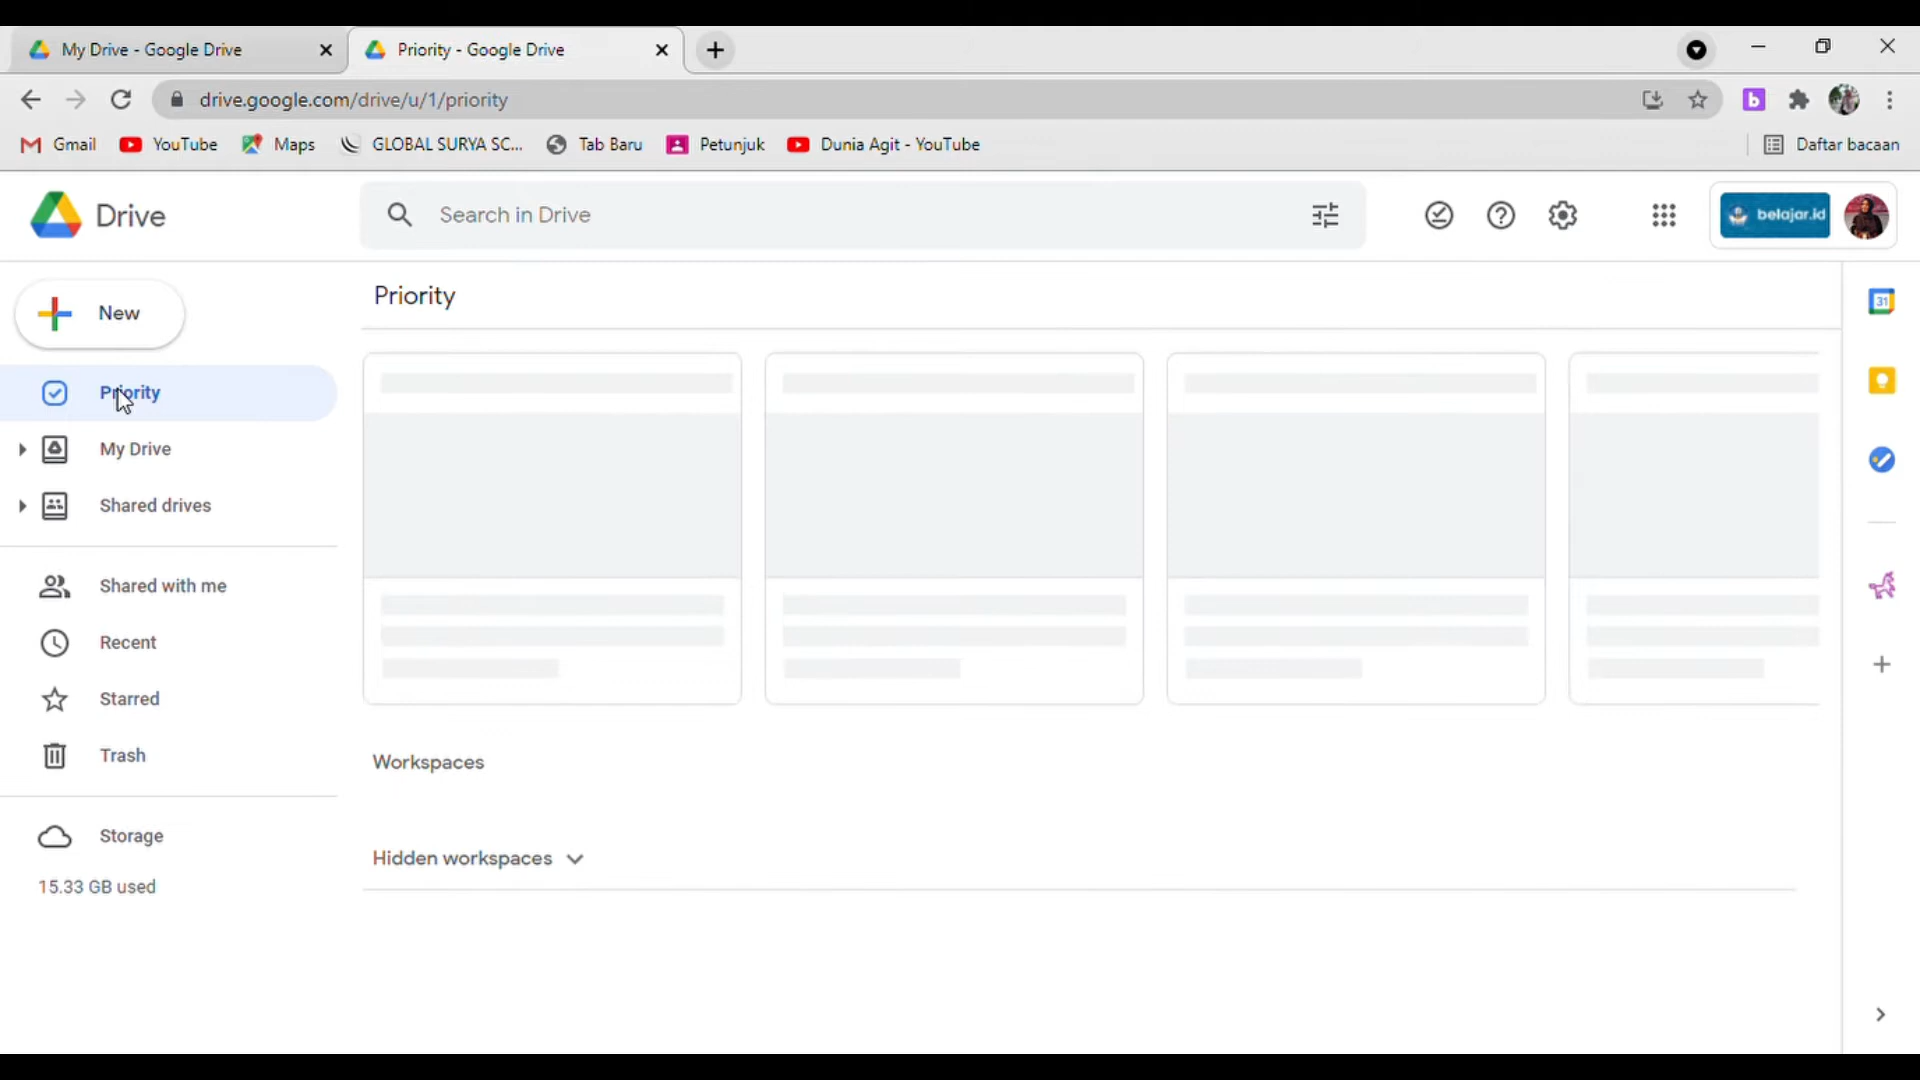 My Drive - Google Drive
Priority - Google Drive
drive.google.com/drive/u/1/priority
b
Gmail
YouTube
Maps
GLOBAL SURYA SC...
Tab Baru
Petunjuk
Dunia Agit - YouTube
Daftar bacaan
Drive
Search in Drive
belajar.id
New
Priority
31
Priority
My Drive
Shared drives
Shared with me
Recent
Starred
Trash
Workspaces
Storage
Hidden workspaces
15.33 GB used